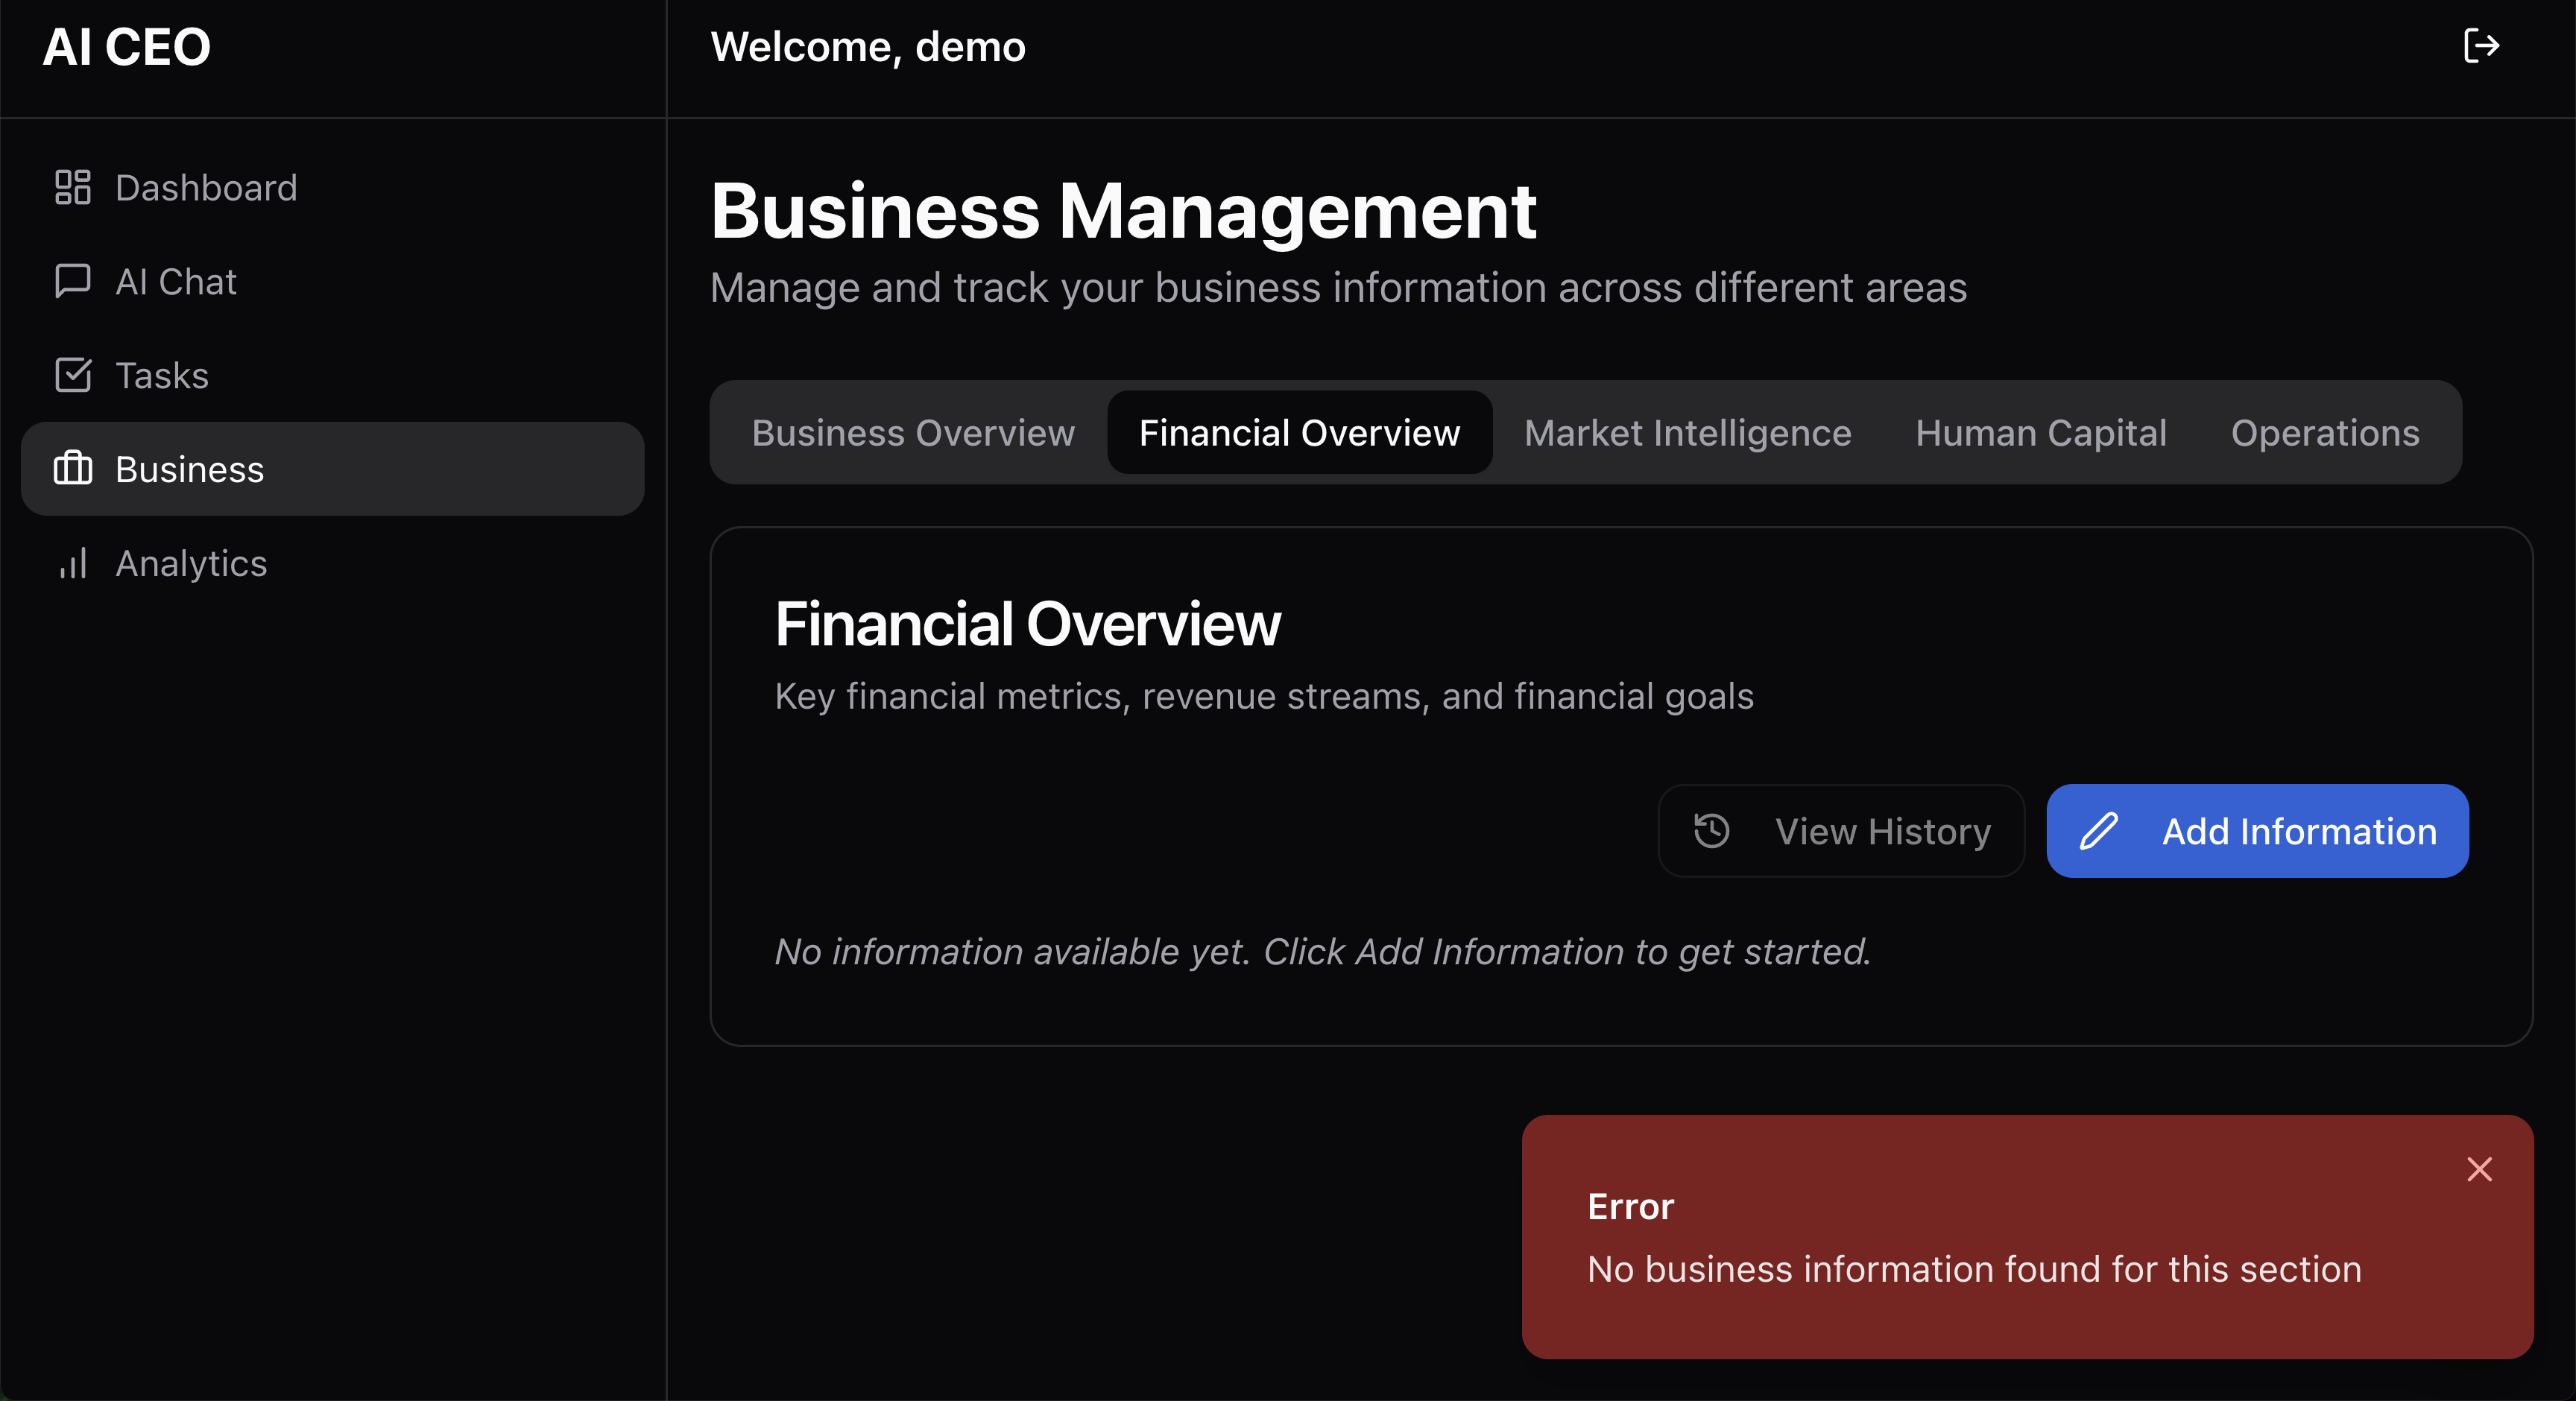 AI CEO
Welcome, demo
Dashboard
AI Chat
Tasks
Business
Analytics
Business Management
Manage and track your business information across different areas
Business Overview Financial Overview Market Intelligence Human Capital Operations
Financial Overview
Key financial metrics, revenue streams, and financial goals
View History Add Information
No information available yet. Click Add Information to get started.
Error
No business information found for this section